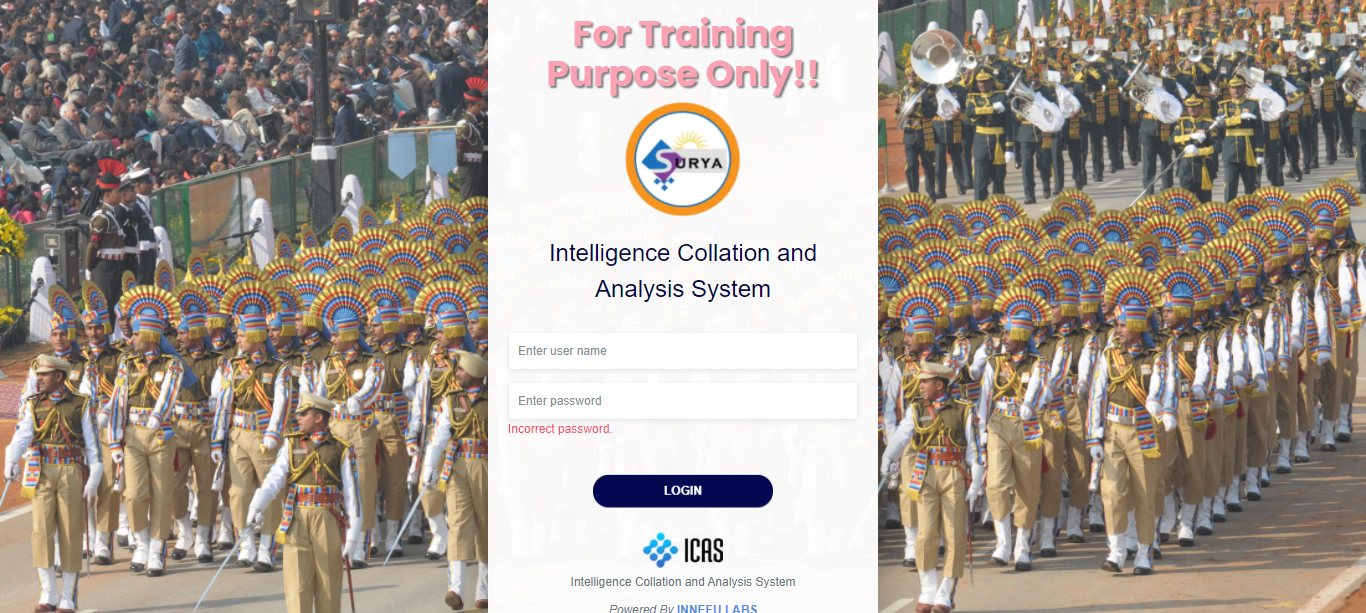 For Training
Purpose Only!!
SURYA
Intelligence Collation and
Analysis System
Enter user name
Enter password
Incorrect password.
LOGIN
ICAS
Intelligence Collation and Analysis System
Powered By INNEFU LABS